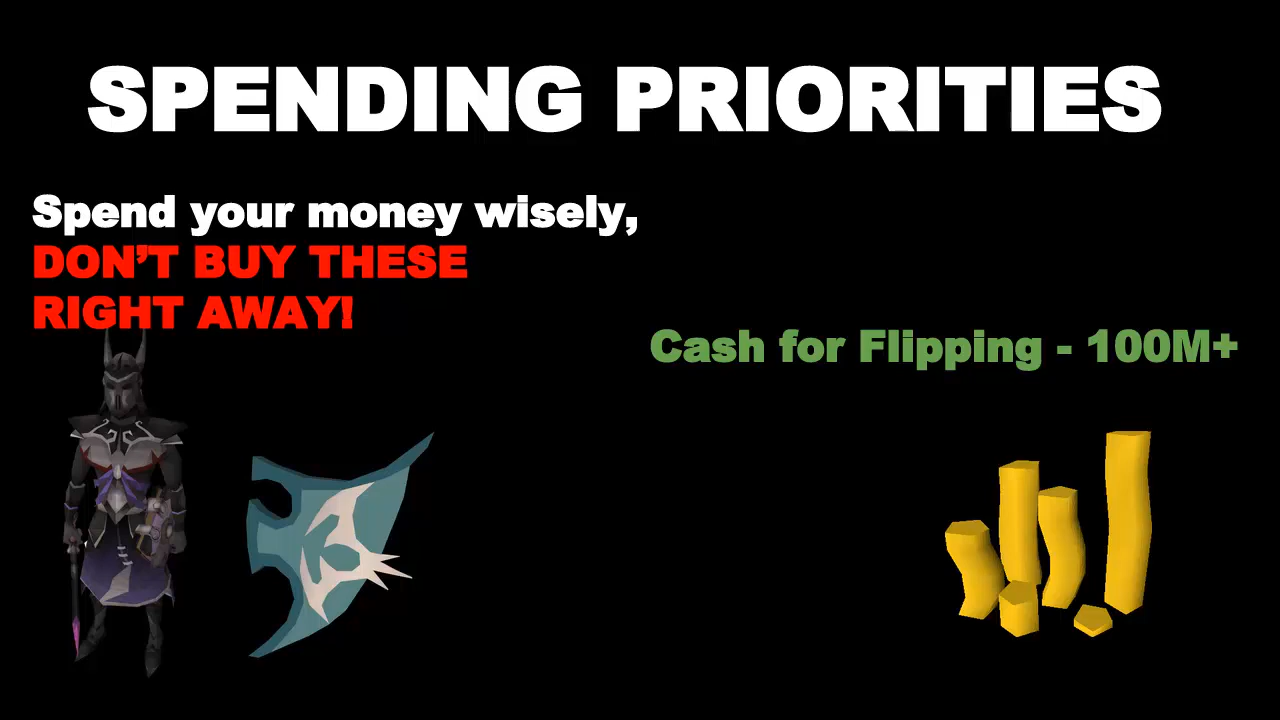 SPENDING PRIORITIES
Spend your money wisely,
DON’T BUY THESE
RIGHT AWAY!
Cash for Flipping - 100M+